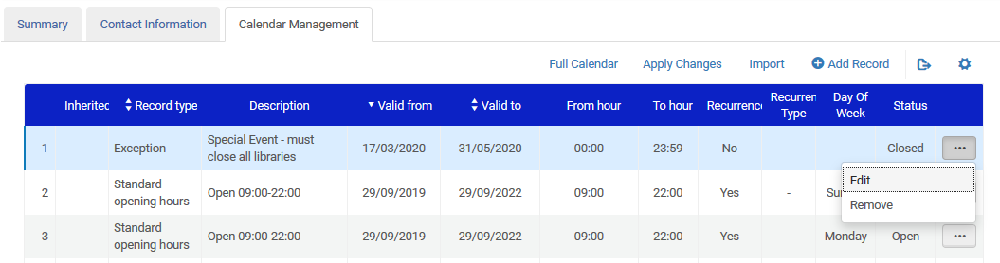 Summary Contact Information Calendar Management
Full Calendar Apply Changes Import Add Record
Inherited Record type Description Valid from Valid to From hour To hour Recurrence Recurren Type Day Of Week Status
1 Exception Special Event - must close all libraries 17/03/2020 31/05/2020 00:00 23:59 No - - Closed ...
Edit
2 Standard opening hours Open 09:00-22:00 29/09/2019 29/09/2022 09:00 22:00 Yes - Su
Remove
3 Standard opening hours Open 09:00-22:00 29/09/2019 29/09/2022 09:00 22:00 Yes - Monday Open ...